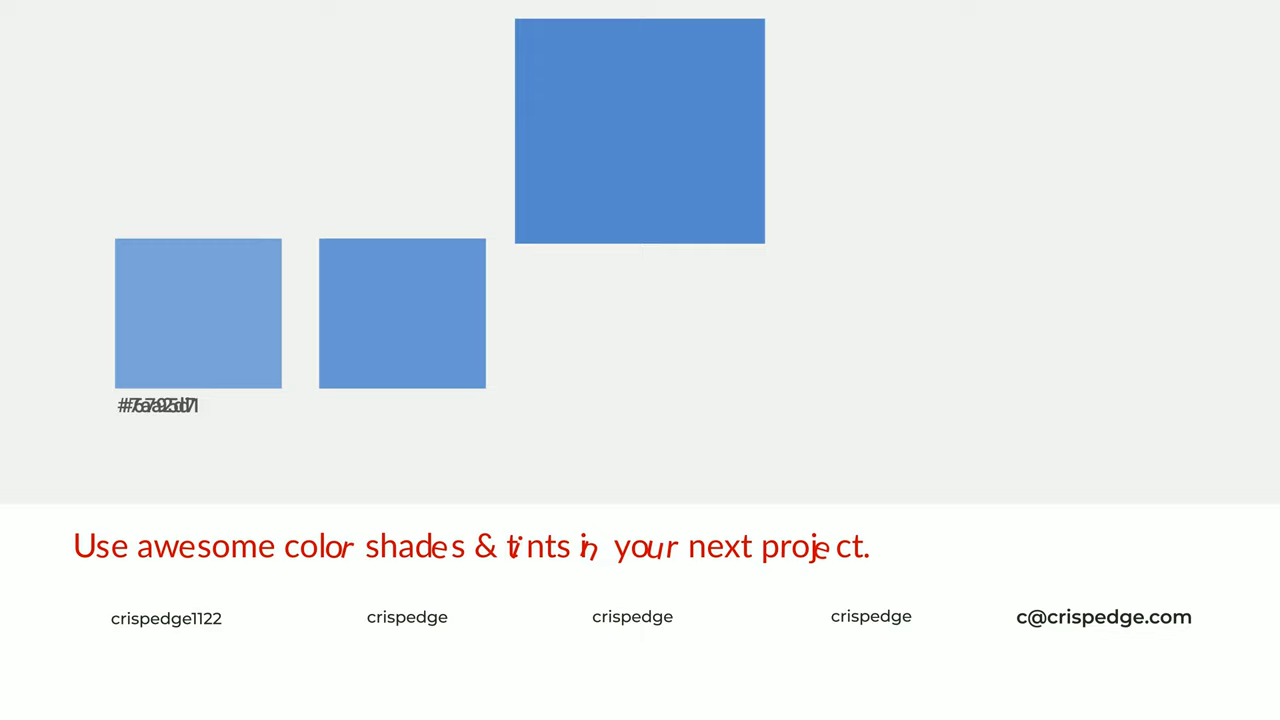 Use awesome color shades & tints in your next project.
crispedge1122 crispedge crispedge crispedge c@crispedge.com